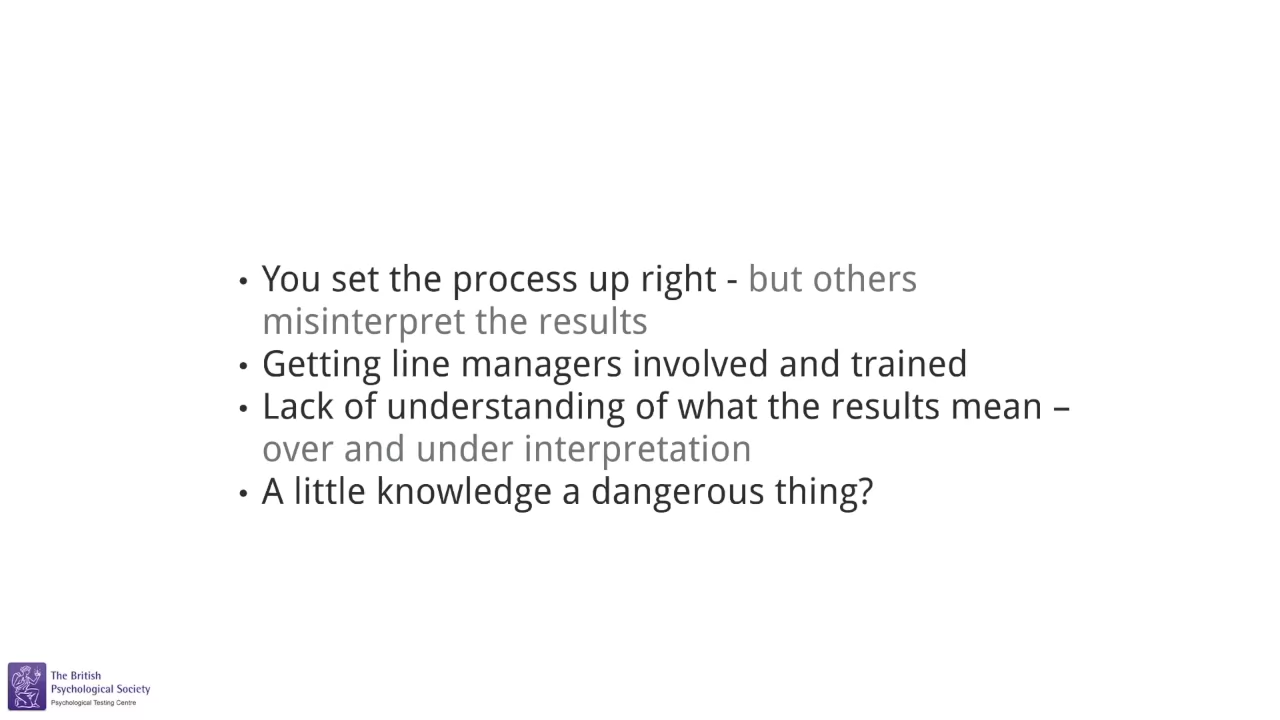 • You set the process up right - but others
misinterpret the results
• Getting line managers involved and trained
• Lack of understanding of what the results mean –
over and under interpretation
• A little knowledge a dangerous thing?
The British
Psychological Society
Psychological Testing Centre